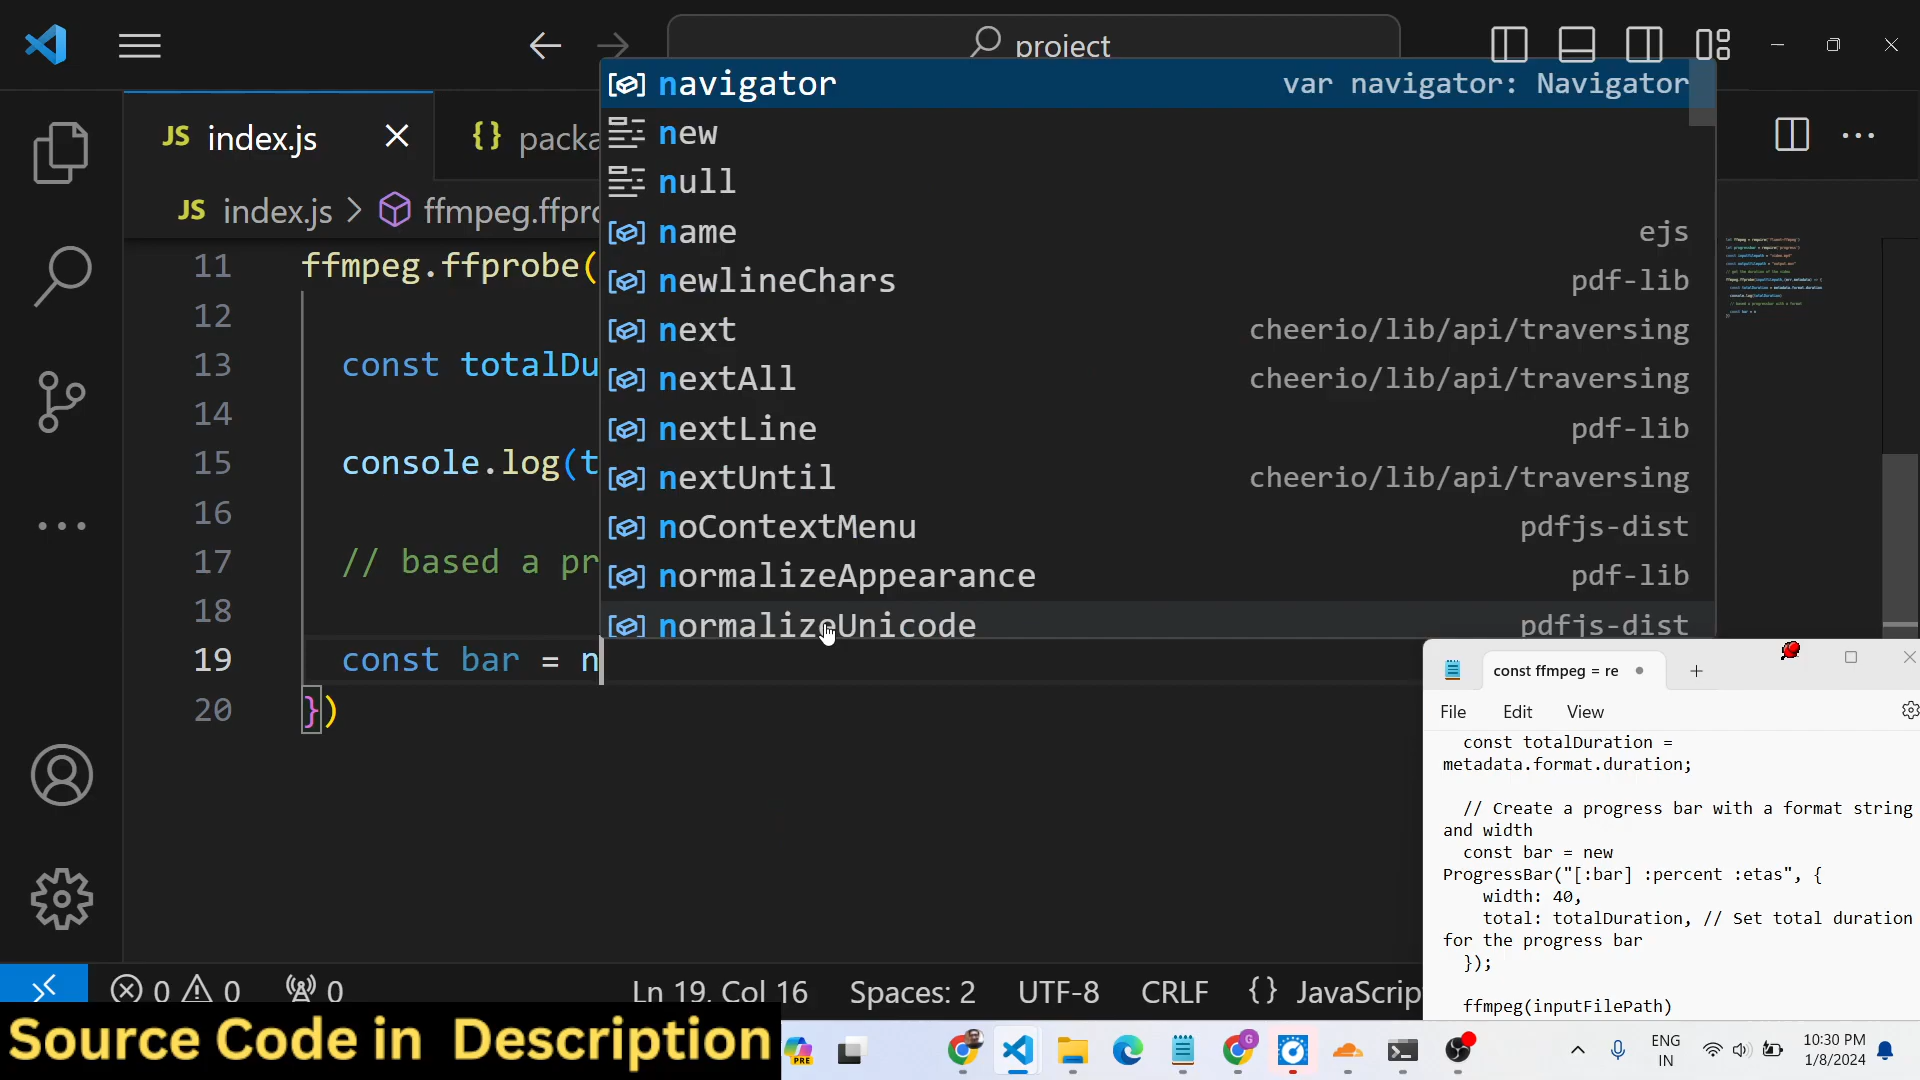 project
JS index.js
{} packa
JS index.js > ffmpeg.ffpro
navigator var navigator: Navigator
new
null
name ejs
newlineChars pdf-lib
next cheerio/lib/api/traversing
nextAll cheerio/lib/api/traversing
nextLine pdf-lib
nextUntil cheerio/lib/api/traversing
noContextMenu pdfjs-dist
normalizeAppearance pdf-lib
normalizeUnicode pdfjs-dist
11 ffmpeg.ffprobe(
12
13 const totalDu
14
15 console.log(t
16
17 // based a pr
18
19 const bar = n
20 })
const ffmpeg = re
File Edit View
const totalDuration =
metadata.format.duration;
// Create a progress bar with a format string
and width
const bar = new
ProgressBar("[:bar] :percent :etas", {
width: 40,
total: totalDuration, // Set total duration
for the progress bar
});
ffmpeg(inputFilePath)
0 0 0 Ln 19, Col 16 Spaces: 2 UTF-8 CRLF {} JavaScrip
Source Code in Description
PRE
ENG
IN
10:30 PM
1/8/2024